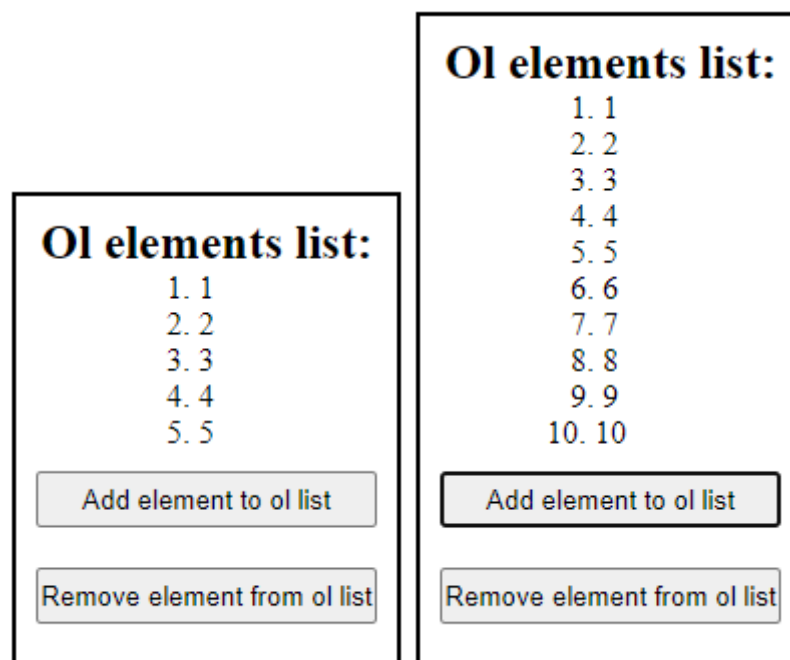 Ol elements list:
1. 1
2. 2
3. 3
4. 4
5. 5
Add element to ol list
Remove element from ol list
Ol elements list:
1. 1
2. 2
3. 3
4. 4
5. 5
6. 6
7. 7
8. 8
9. 9
10. 10
Add element to ol list
Remove element from ol list